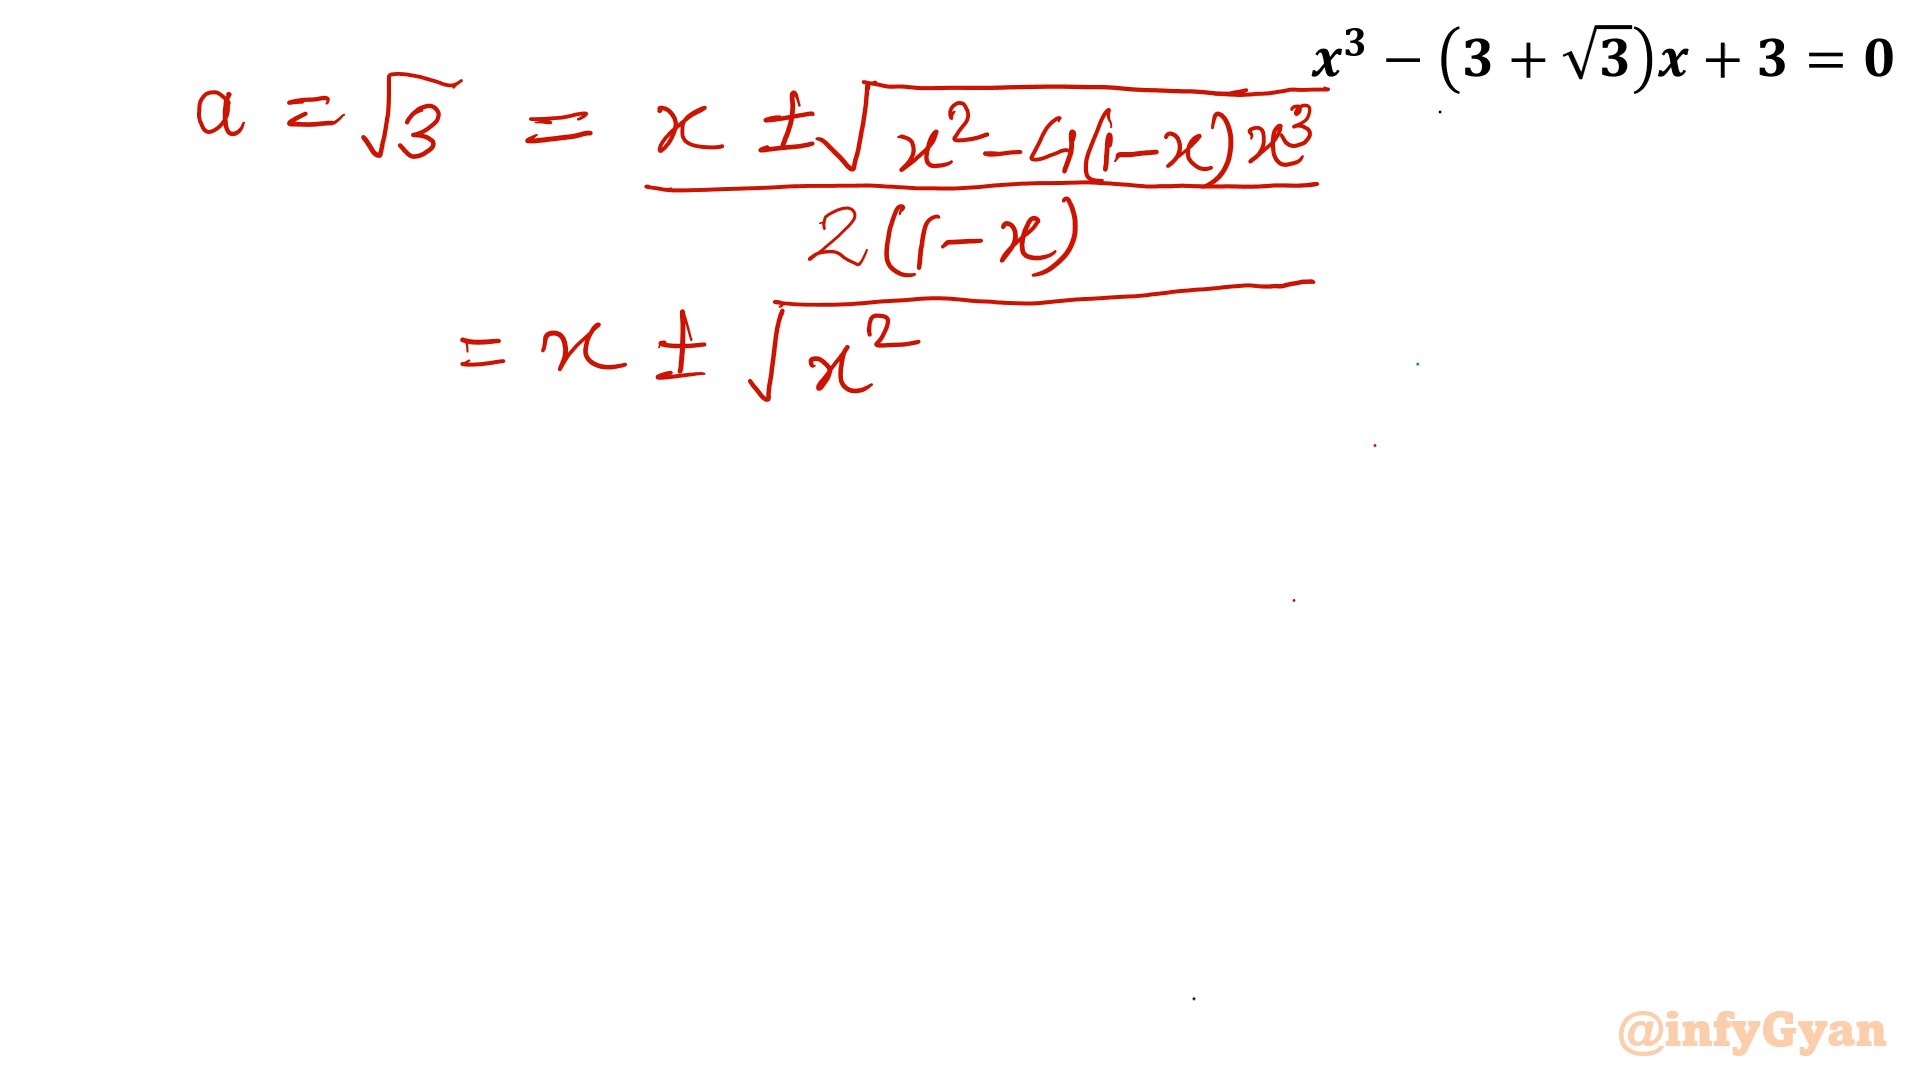 x³ − (3 + √3)x + 3 = 0
a = √3 = x ± √x² − 4(1 − x)x³
2(1 − x)
= x ± √x²
@infyGyan